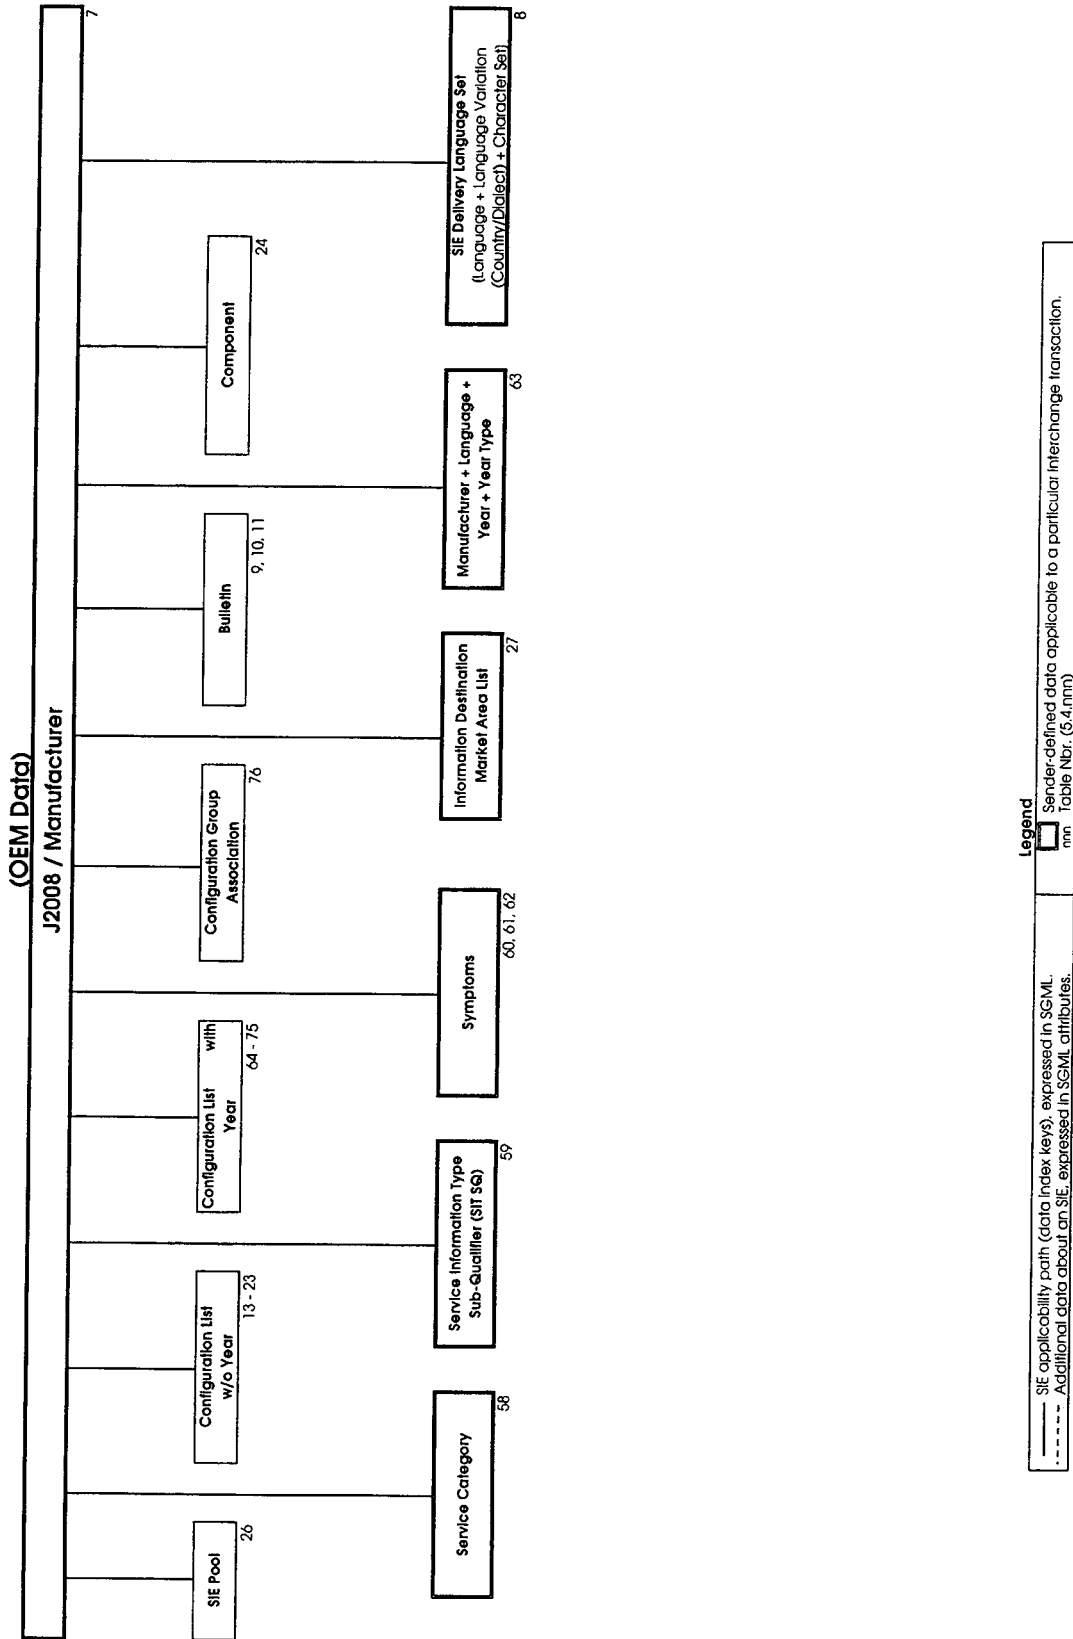 (OEM Data)
J2008 / Manufacturer
7
SIE Pool
26
Configuration List
w/o Year
13 - 23
Configuration List with
Year
64 - 75
Configuration Group
Association
76
Bulletin
9, 10, 11
Component
24
Service Category
58
Service Information Type
Sub-Qualifier (SIT SQ)
59
Symptoms
60, 61, 62
Information Destination
Market Area List
27
Manufacturer + Language +
Year + Year Type
63
SIE Delivery Language Set
(Language + Language Variation
(Country/Dialect) + Character Set)
8
Legend
SIE applicability path (data index keys), expressed in SGML.
Additional data about an SIE, expressed in SGML attributes.
Sender-defined data applicable to a particular interchange transaction.
nnn Table Nbr. (5.4.nnn)